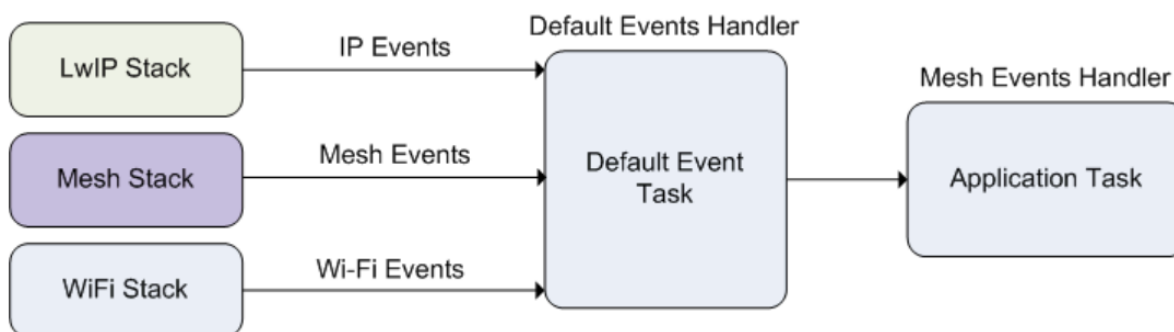 Default Events Handler
LwIP Stack
IP Events
Mesh Events Handler
Mesh Stack
Mesh Events
Default Event
Task
Application Task
WiFi Stack
Wi-Fi Events